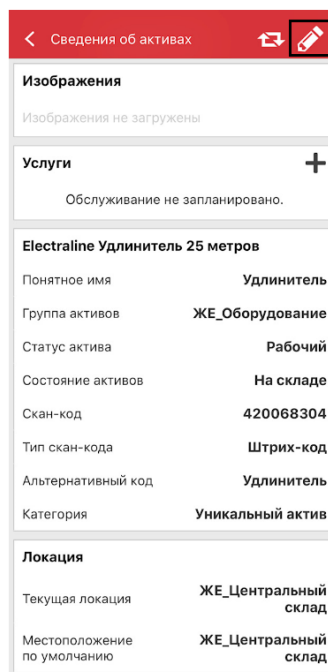 Сведения об активах
Изображения
Изображения не загружены
Услуги
Обслуживание не запланировано.
Electraline Удлинитель 25 метров
Понятное имя Удлинитель
Группа активов ЖЕ_Оборудование
Статус актива Рабочий
Состояние активов На складе
Скан-код 420068304
Тип скан-кода Штрих-код
Альтернативный код Удлинитель
Категория Уникальный актив
Локация
Текущая локация ЖЕ_Центральный
склад
Местоположение ЖЕ_Центральный
по умолчанию склад